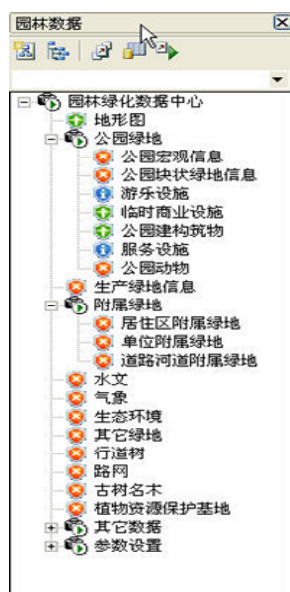 园林数据
园林绿化数据中心
地形图
公园绿地
公园宏观信息
公园块状绿地信息
游乐设施
临时商业设施
公园建构筑物
服务设施
公园动物
生产绿地信息
附属绿地
居住区附属绿地
单位附属绿地
道路河道附属绿地
水文
气象
生态环境
其它绿地
行道树
路网
古树名木
植物资源保护基地
其它数据
参数设置